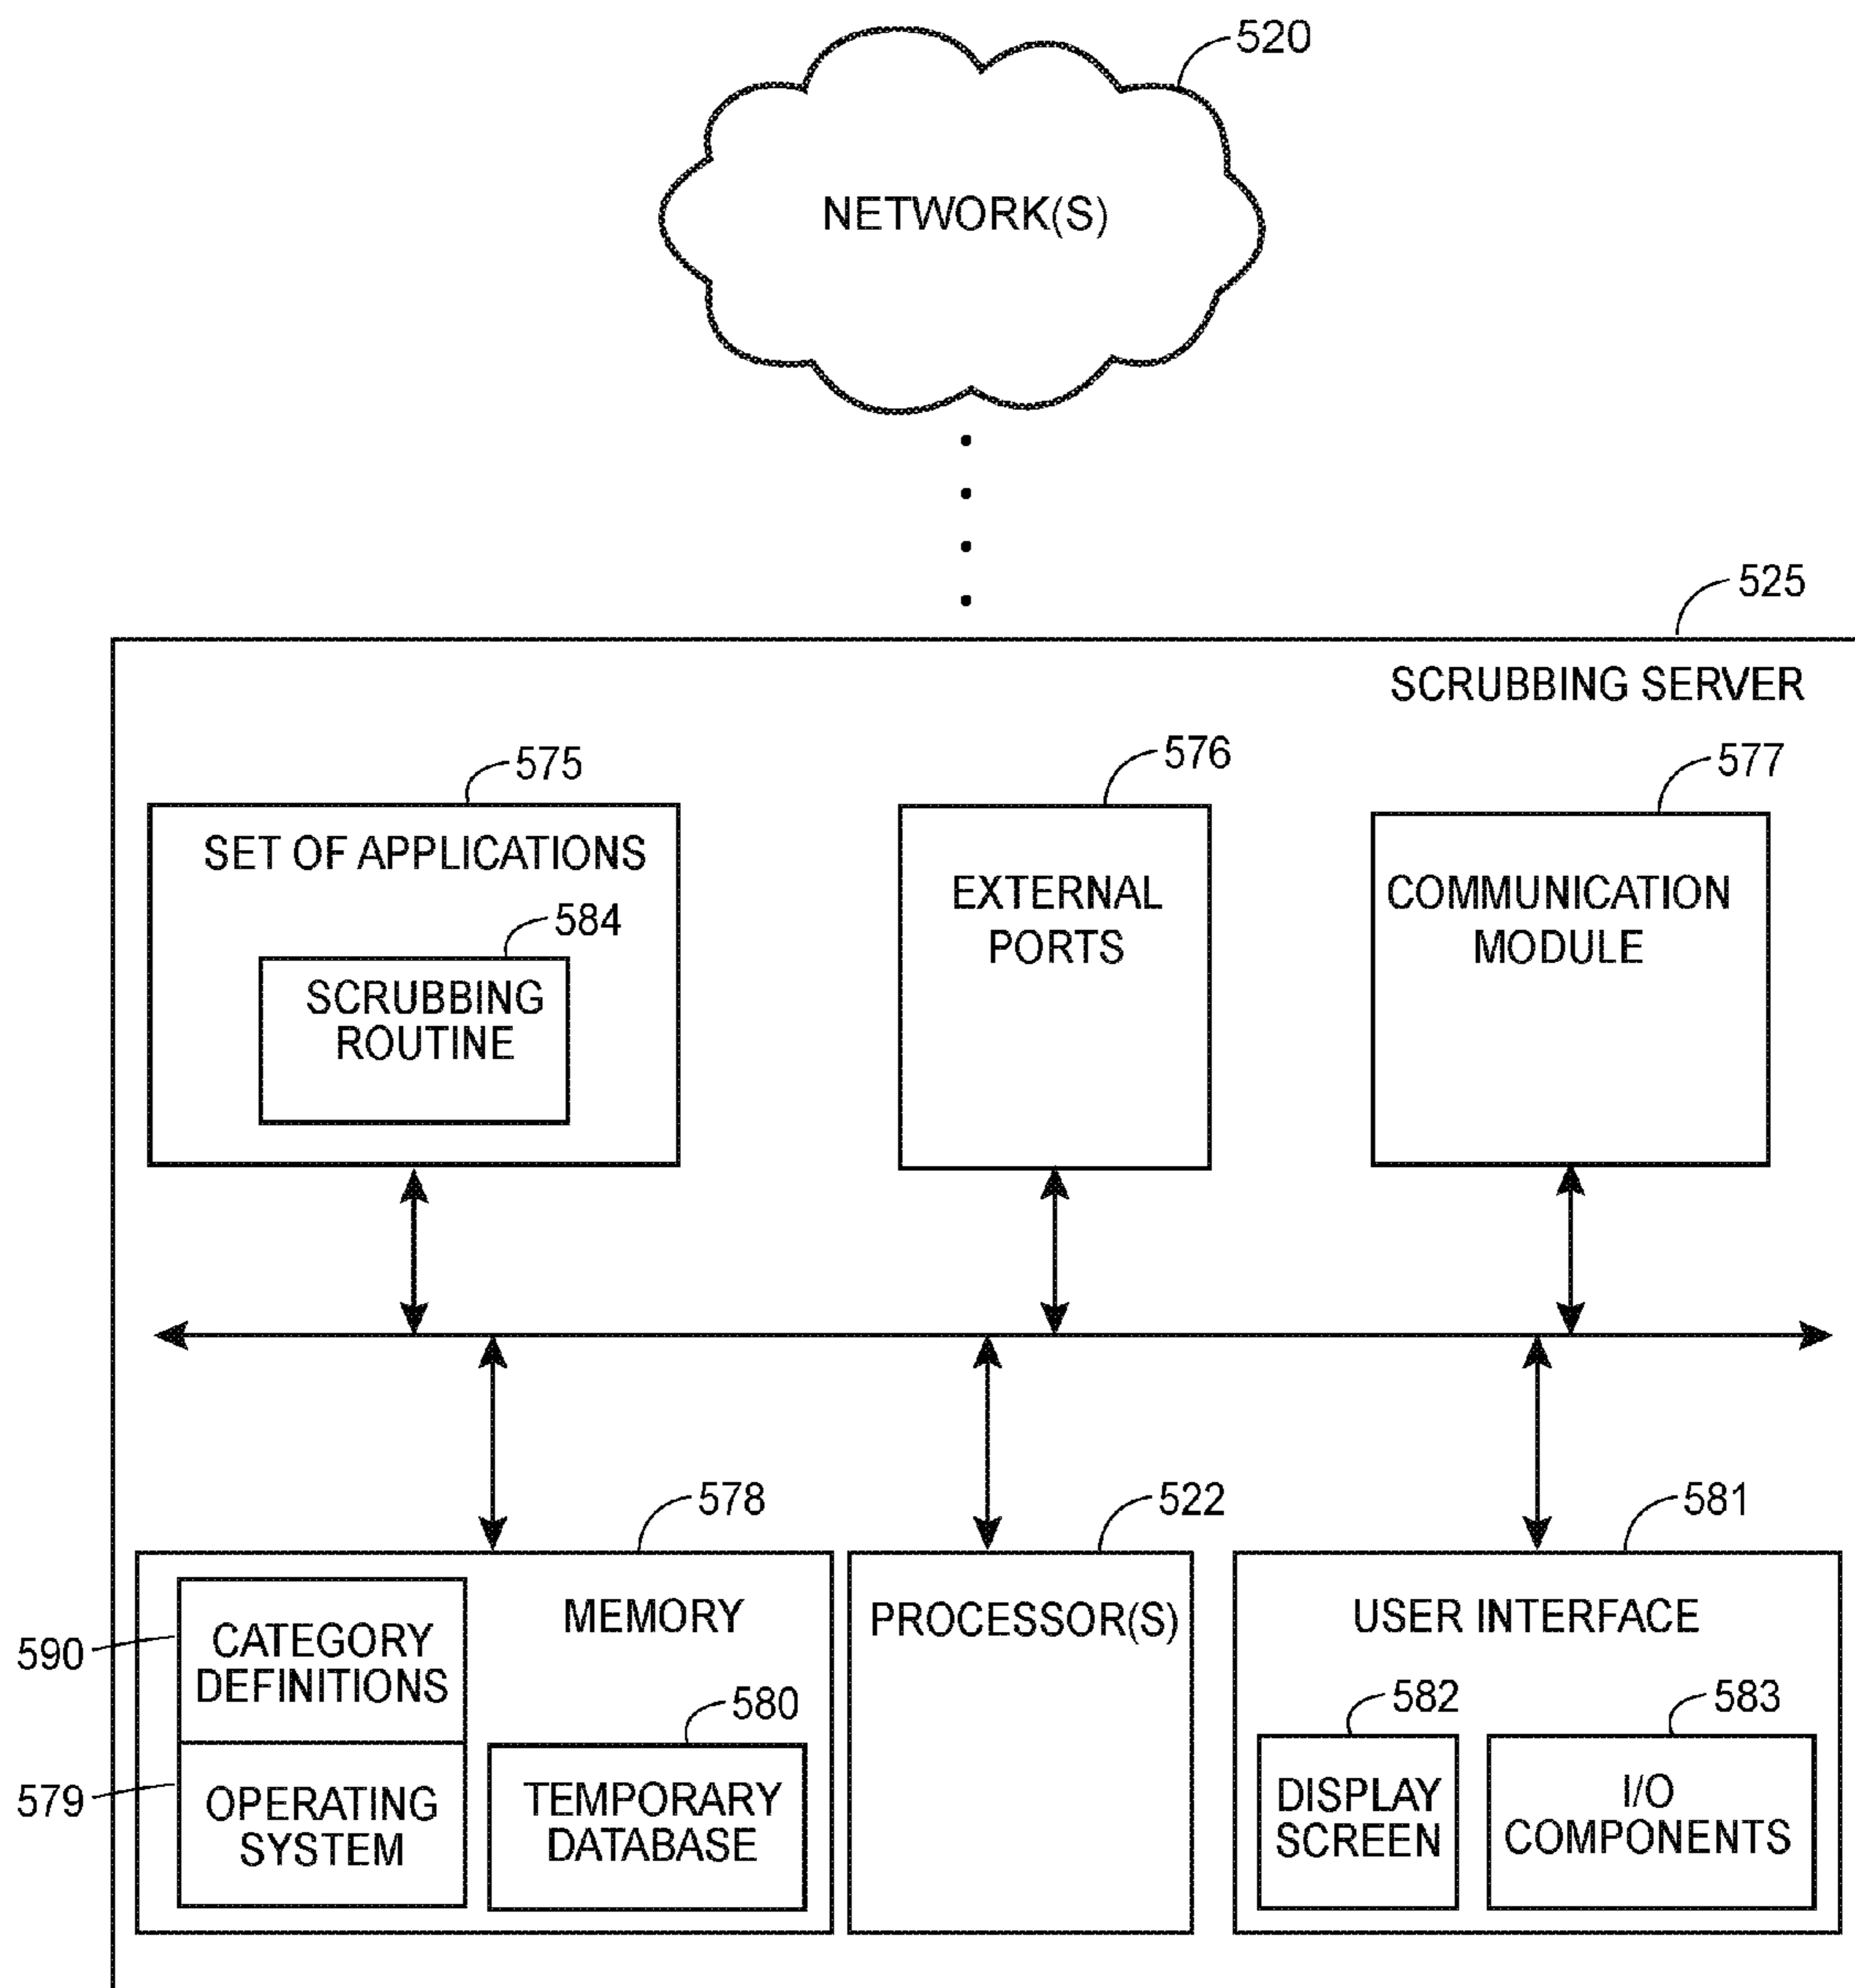 520
NETWORK(S)
525
SCRUBBING SERVER
575
SET OF APPLICATIONS
584
SCRUBBING
ROUTINE
576
EXTERNAL
PORTS
577
COMMUNICATION
MODULE
578
MEMORY
590
CATEGORY
DEFINITIONS
579
OPERATING
SYSTEM
580
TEMPORARY
DATABASE
522
PROCESSOR(S)
581
USER INTERFACE
582
DISPLAY
SCREEN
583
I/O
COMPONENTS